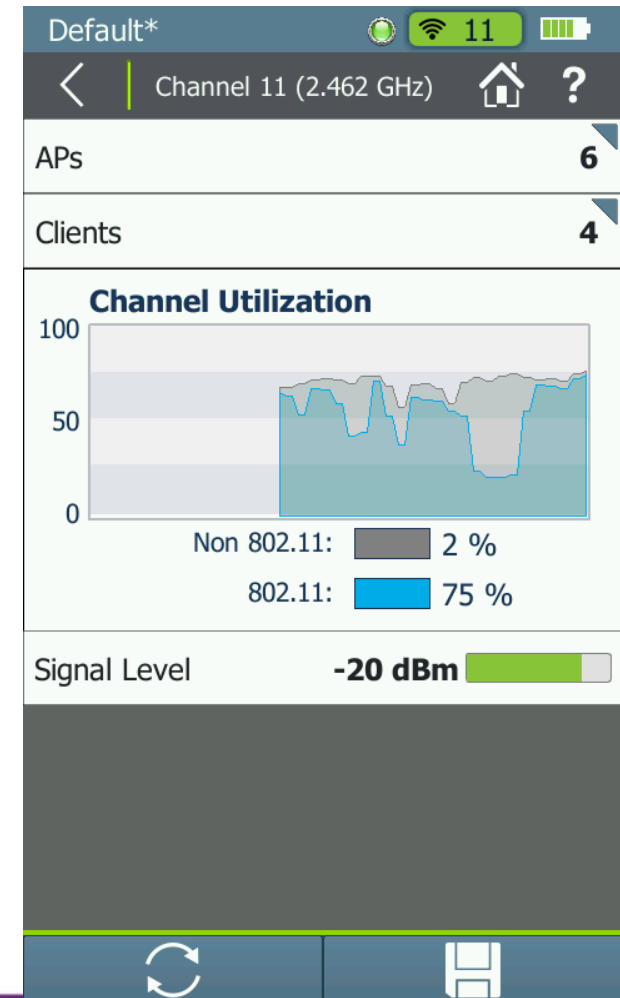 Default* 11
Channel 11 (2.462 GHz) ?
APs 6
Clients 4
Channel Utilization
100
50
0
Non 802.11: 2 %
802.11: 75 %
Signal Level -20 dBm